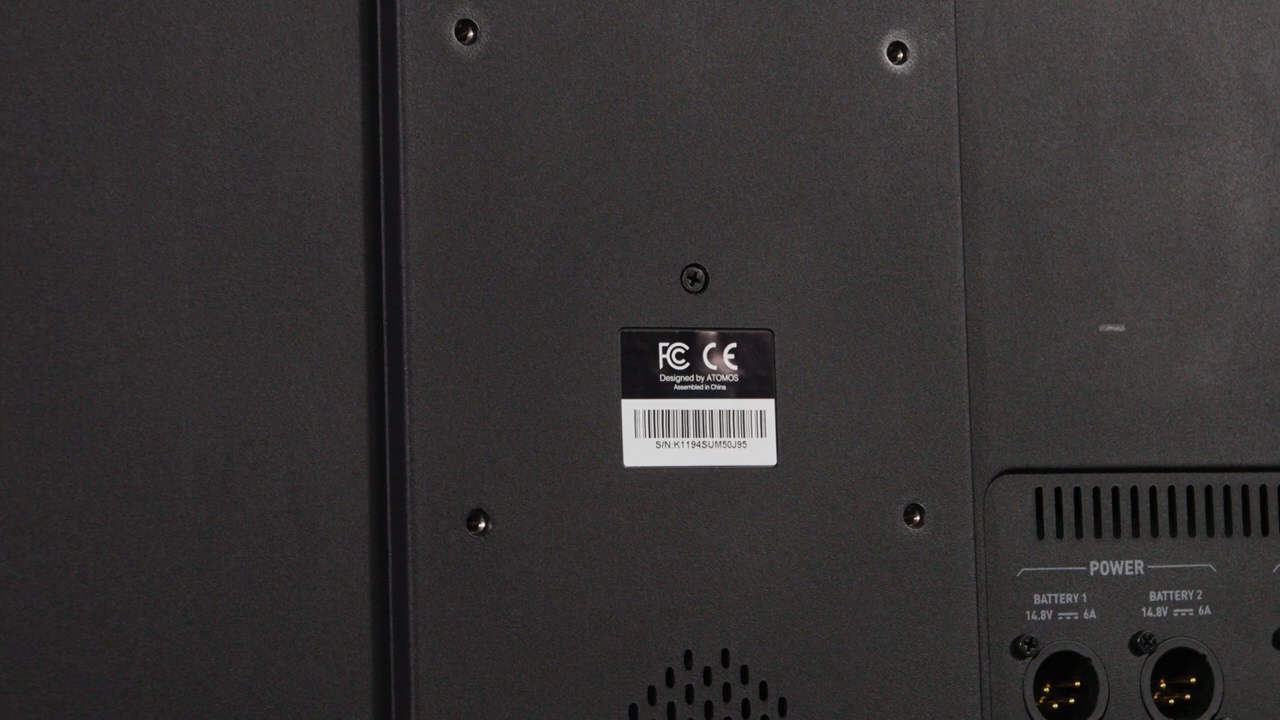 FC CE
Designed by ATOMOS
Assembled in China
S/N:K1194SUM50J95
POWER
BATTERY 1
14.8V 6A
BATTERY 2
14.8V 6A